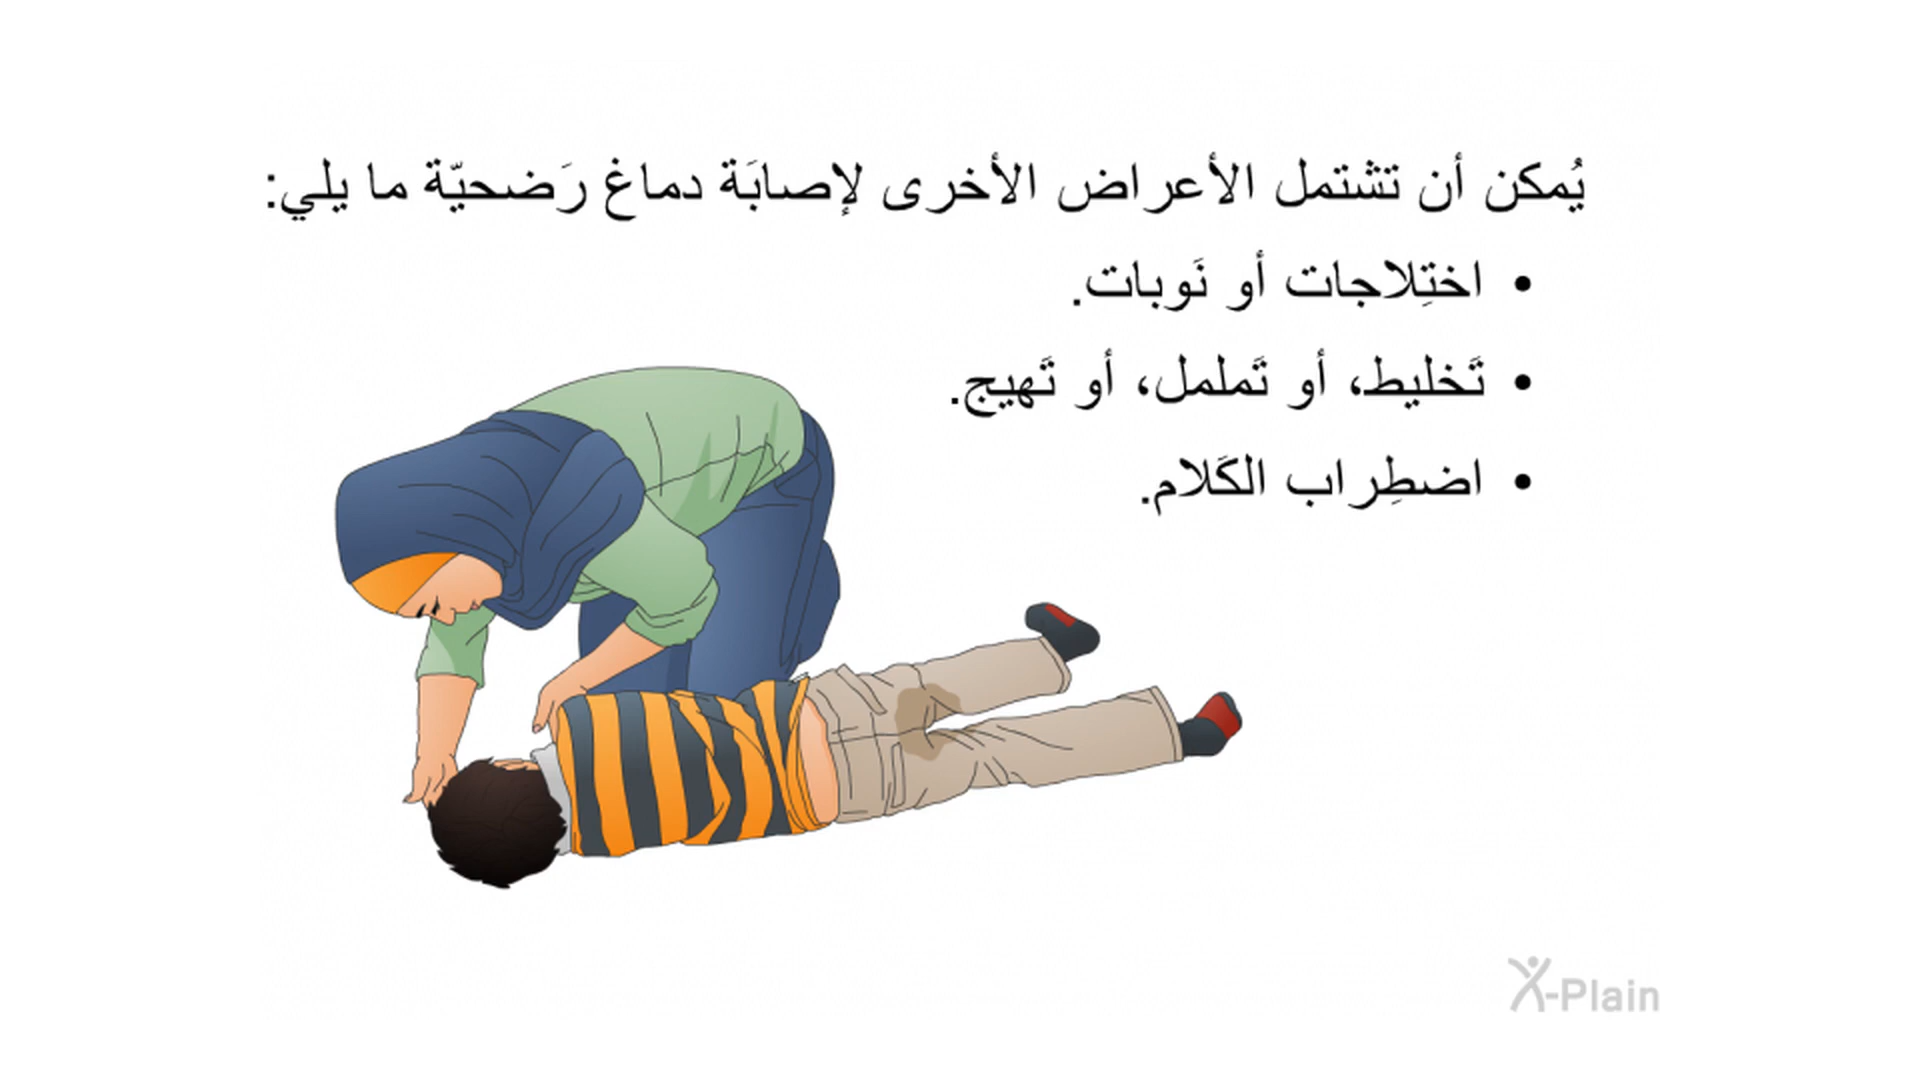 يُمكن أن تشتمل الأعراض الأخرى لإصابَة دماغ رَضحيّة ما يلي:
• اختِلاجات أو نَوبات.
• تَخليط، أو تَململ، أو تَهيج.
• اضطِراب الكَلام.
X-Plain